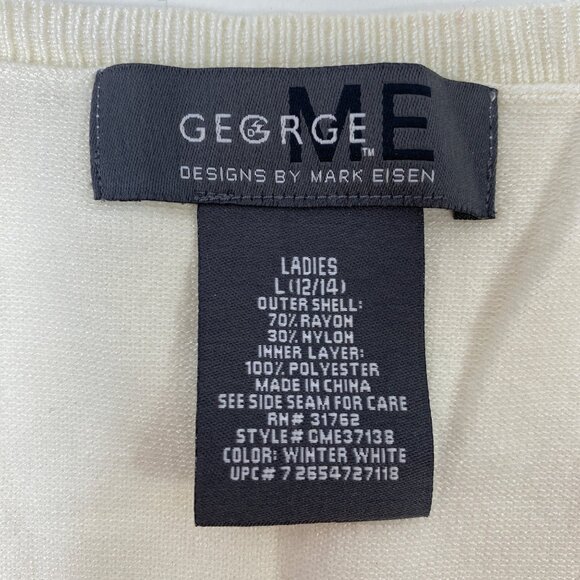 GEORGE ME™
DESIGNS BY MARK EISEN
LADIES
L (12/14)
OUTER SHELL:
70% RAYON
30% NYLON
INNER LAYER:
100% POLYESTER
MADE IN CHINA
SEE SIDE SEAM FOR CARE
RN# 31762
STYLE# GME37138
COLOR: WINTER WHITE
UPC# 7 2654727118